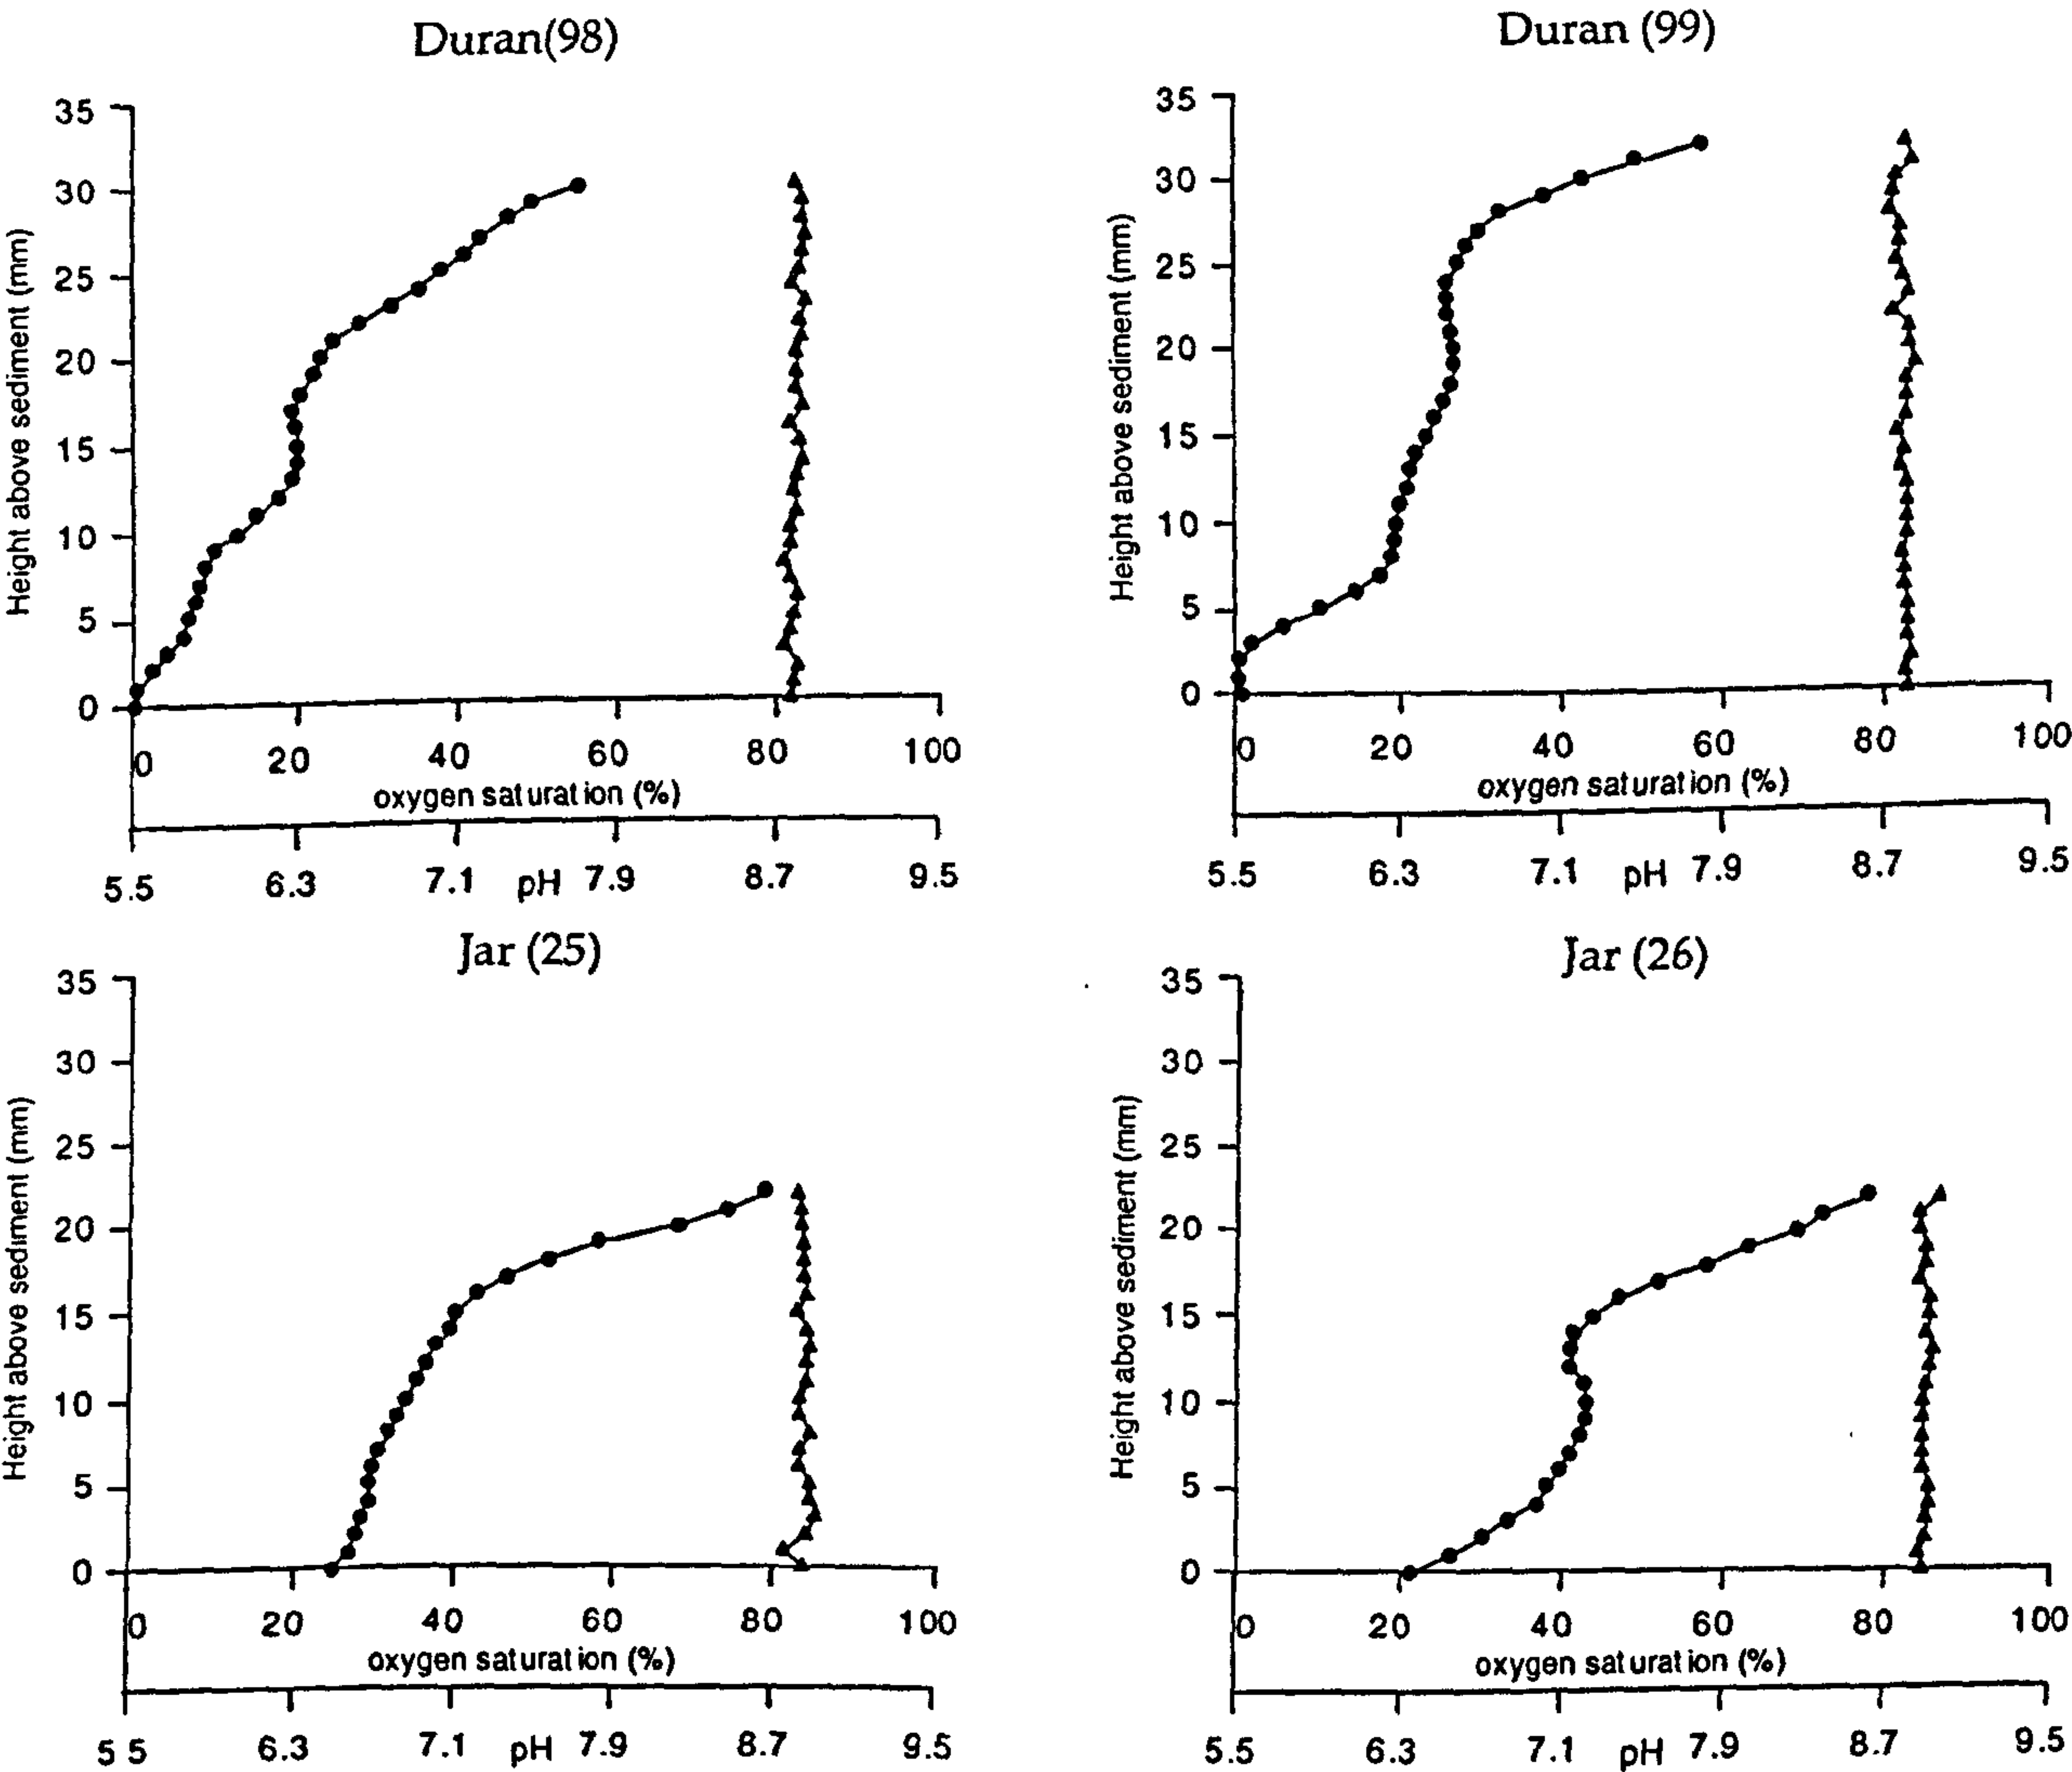 Duran(98)
35
30
25
20
15
10
5
0
Height above sediment (mm)
0 20 40 60 80 100
oxygen saturation (%)
5.5 6.3 7.1 pH 7.9 8.7 9.5
Duran (99)
35
30
25
20
15
10
5
0
Height above sediment (mm)
0 20 40 60 80 100
oxygen saturation (%)
5.5 6.3 7.1 pH 7.9 8.7 9.5
Jar (25)
35
30
25
20
15
10
5
0
Height above sediment (mm)
0 20 40 60 80 100
oxygen saturation (%)
5 5 6.3 7.1 pH 7.9 8.7 9.5
Jar (26)
35
30
25
20
15
10
5
0
Height above sediment (mm)
0 20 40 60 80 100
oxygen saturation (%)
5.5 6.3 7.1 pH 7.9 8.7 9.5